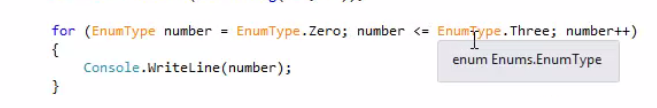 for (EnumType number = EnumType.Zero; number <= EnumType.Three; number++)
{
Console.WriteLine(number);
enum Enums.EnumType
}